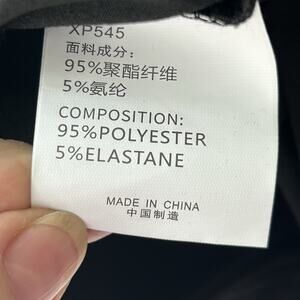 XP545
面料成分：
95%聚酯纤维
5%氨纶
COMPOSITION:
95%POLYESTER
5%ELASTANE
MADE IN CHINA
中国制造